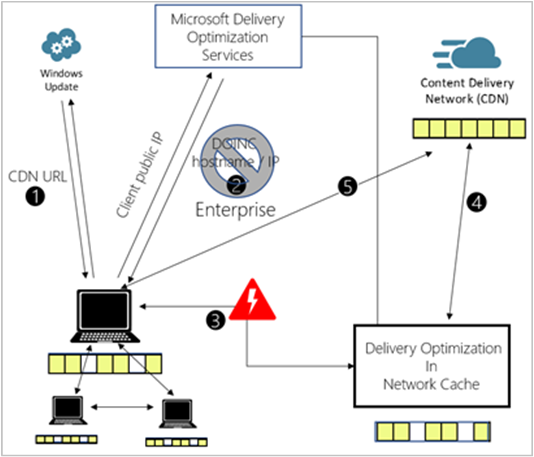 Microsoft Delivery
Optimization
Services
Windows
Update
Content Delivery
Network (CDN)
CDN URL
1
Client public IP
DOINC
hostname / IP
2
Enterprise
5
4
3
Delivery Optimization
In
Network Cache